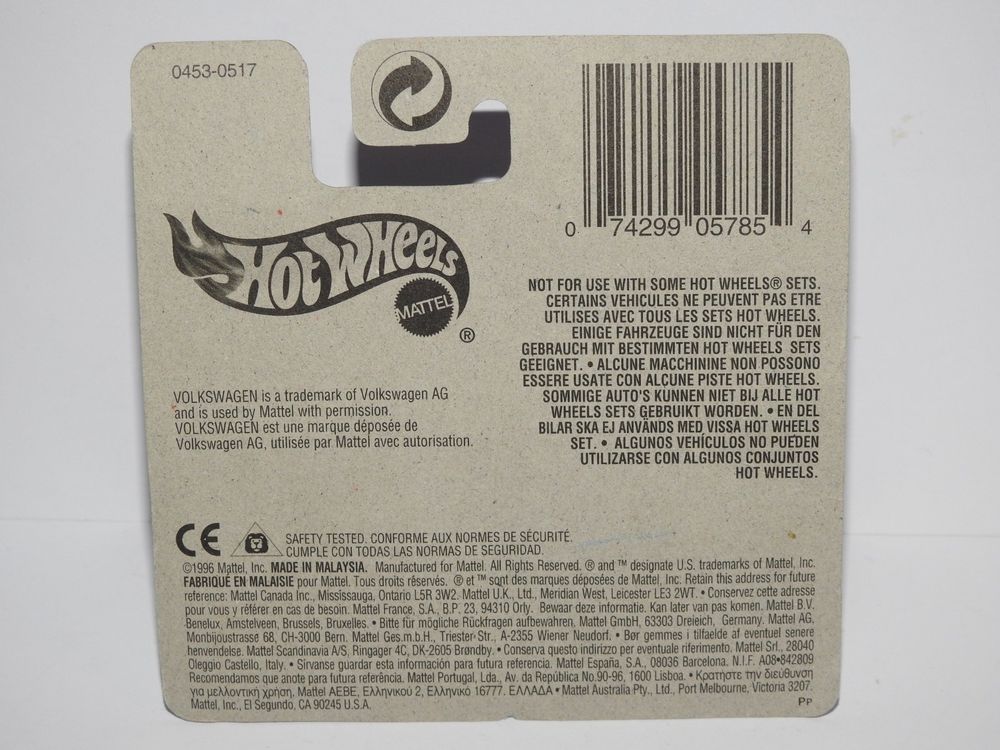 0453-0517
0 74299 05785 4
HOT WHEELS
MATTEL
®
NOT FOR USE WITH SOME HOT WHEELS® SETS.
CERTAINS VEHICULES NE PEUVENT PAS ETRE
UTILISES AVEC TOUS LES SETS HOT WHEELS.
EINIGE FAHRZEUGE SIND NICHT FÜR DEN
GEBRAUCH MIT BESTIMMTEN HOT WHEELS SETS
GEEIGNET. • ALCUNE MACCHININE NON POSSONO
ESSERE USATE CON ALCUNE PISTE HOT WHEELS.
SOMMIGE AUTO'S KUNNEN NIET BIJ ALLE HOT
WHEELS SETS GEBRUIKT WORDEN. • EN DEL
BILAR SKA EJ ANVÄNDS MED VISSA HOT WHEELS
SET. • ALGUNOS VEHÍCULOS NO PUEDEN
UTILIZARSE CON ALGUNOS CONJUNTOS
HOT WHEELS.
VOLKSWAGEN is a trademark of Volkswagen AG
and is used by Mattel with permission.
VOLKSWAGEN est une marque déposée de
Volkswagen AG, utilisée par Mattel avec autorisation.
CE
SAFETY TESTED. CONFORME AUX NORMES DE SÉCURITÉ.
CUMPLE CON TODAS LAS NORMAS DE SEGURIDAD.
©1996 Mattel, Inc. MADE IN MALAYSIA. Manufactured for Mattel. All Rights Reserved. ® and ™ designate U.S. trademarks of Mattel, Inc.
FABRIQUÉ EN MALAISIE pour Mattel. Tous droits réservés. ® et ™ sont des marques déposées de Mattel, Inc. Retain this address for future
reference: Mattel Canada Inc., Mississauga, Ontario L5R 3W2. Mattel U.K., Ltd., Meridian West, Leicester LE3 2WT. • Conservez cette adresse
pour vous y référer en cas de besoin. Mattel France, S.A., B.P. 23, 94310 Orly. Bewaar deze informatie. Kan later van pas komen. Mattel B.V.
Benelux, Amstelveen, Brussels, Bruxelles. • Bitte für mögliche Rückfragen aufbewahren. Mattel GmbH, 63303 Dreieich, Germany. Mattel AG,
Monbijoustrasse 68, CH-3000 Bern. Mattel Ges.m.b.H., Triester Str., A-2355 Wiener Neudorf. • Bør gemmes i tilfaelde af eventuel senere
henvendelse. Mattel Scandinavia A/S, Ringager 4C, DK-2605 Brøndby. • Conserva questo indirizzo per eventuale riferimento. Mattel Srl., 28040
Oleggio Castello, Italy. • Sirvanse guardar esta información para futura referencia. Mattel España, S.A., 08036 Barcelona. N.I.F. A08•842809
Recomendamos que anote para futura referência. Mattel Portugal, Lda., Av. da República No.90-96, 1600 Lisboa. • Κρατήστε την διεύθυνση
για μελλοντική χρήση. Mattel AEBE, Ελληνικού 2, Ελληνικό 16777. ΕΛΛΑΔΑ • Mattel Australia Pty., Ltd., Port Melbourne, Victoria 3207.
Mattel, Inc., El Segundo, CA 90245 U.S.A.
PP